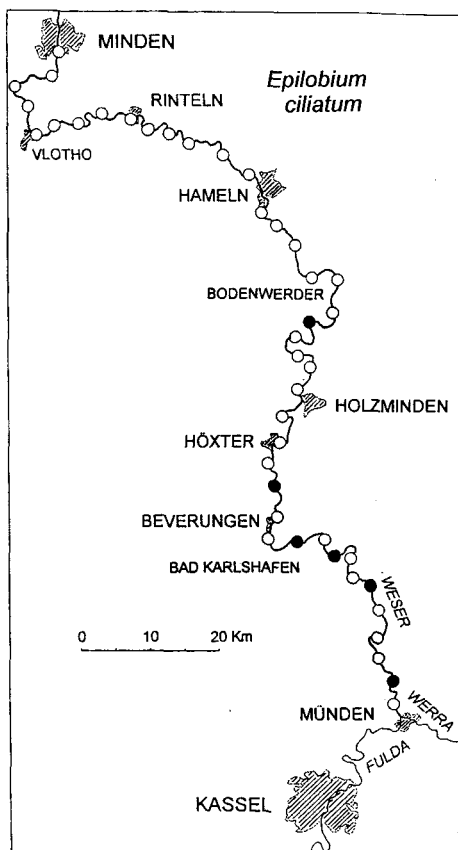 MINDEN
Epilobium
ciliatum
RINTELN
VLOTHO
HAMELN
BODENWERDER
HOLZMINDEN
HÖXTER
BEVERUNGEN
BAD KARLSHAFEN
WESER
0 10 20 Km
MÜNDEN
WERRA
FULDA
KASSEL